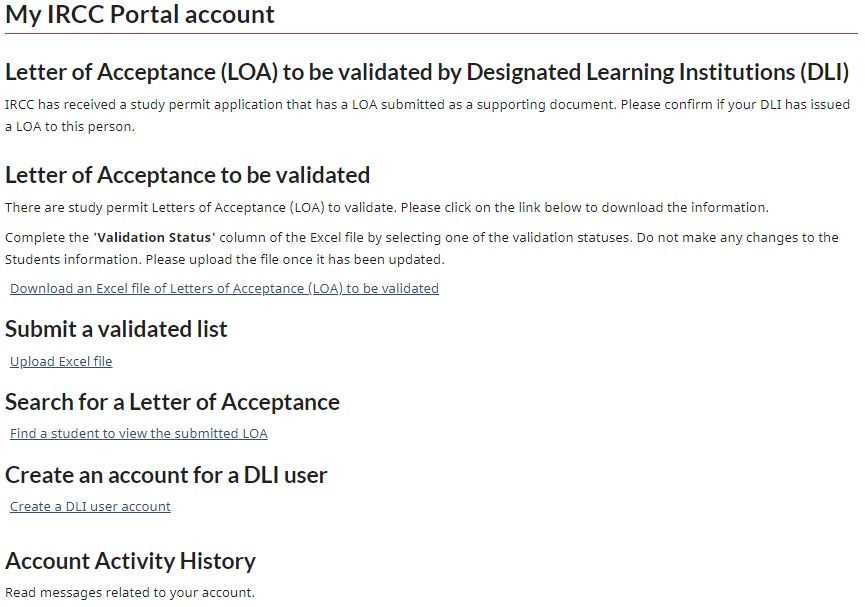 My IRCC Portal account
Letter of Acceptance (LOA) to be validated by Designated Learning Institutions (DLI)
IRCC has received a study permit application that has a LOA submitted as a supporting document. Please confirm if your DLI has issued
a LOA to this person.
Letter of Acceptance to be validated
There are study permit Letters of Acceptance (LOA) to validate. Please click on the link below to download the information.
Complete the 'Validation Status' column of the Excel file by selecting one of the validation statuses. Do not make any changes to the
Students information. Please upload the file once it has been updated.
Download an Excel file of Letters of Acceptance (LOA) to be validated
Submit a validated list
Upload Excel file
Search for a Letter of Acceptance
Find a student to view the submitted LOA
Create an account for a DLI user
Create a DLI user account
Account Activity History
Read messages related to your account.